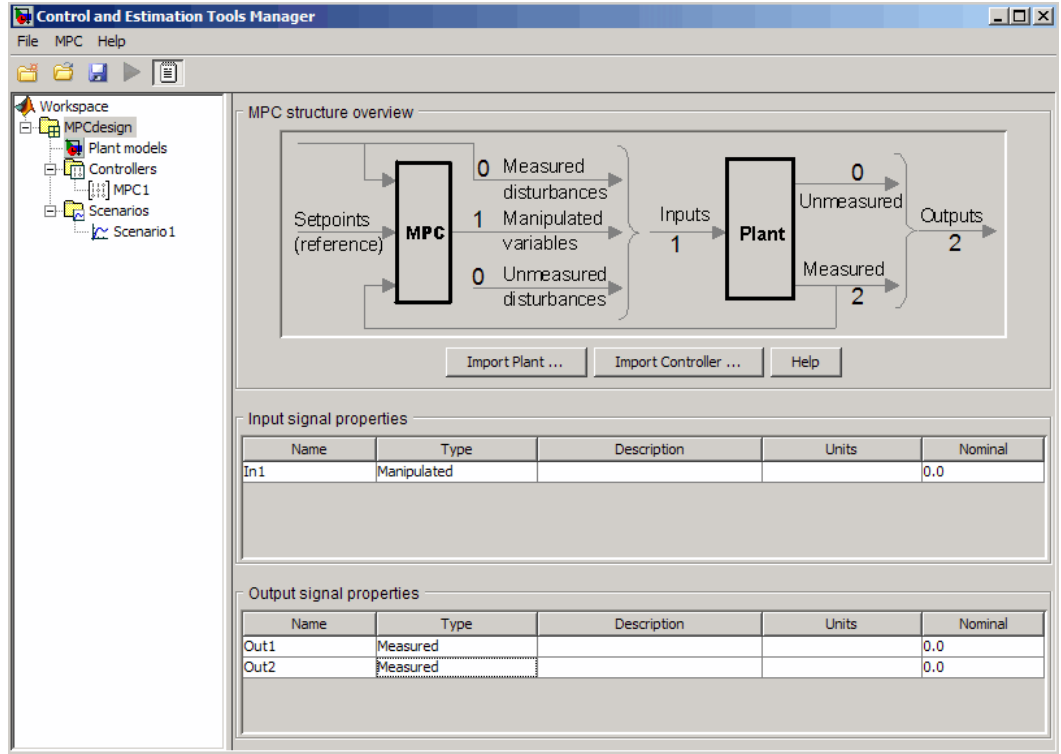 Control and Estimation Tools Manager
File MPC Help
Workspace
MPCdesign
Plant models
Controllers
MPC1
Scenarios
Scenario1
MPC structure overview
0 Measured
disturbances
Setpoints
(reference)
MPC
1 Manipulated
variables
0 Unmeasured
disturbances
Inputs
1
Plant
0
Unmeasured
Measured
2
Outputs
2
Import Plant ... Import Controller ... Help
Input signal properties
Name Type Description Units Nominal
In1 Manipulated 0.0
Output signal properties
Name Type Description Units Nominal
Out1 Measured 0.0
Out2 Measured 0.0